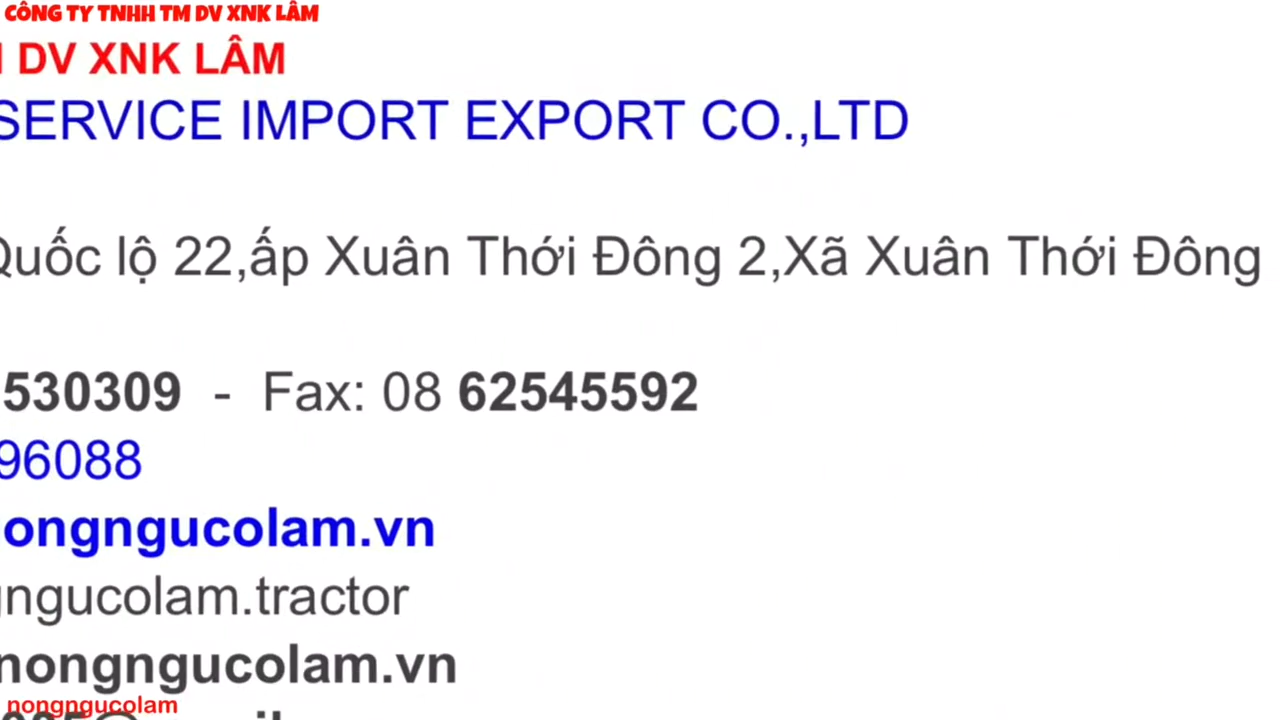 CÔNG TY TNHH TM DV XNK LÂM
DV XNK LÂM
SERVICE IMPORT EXPORT CO.,LTD
Quốc lộ 22,ấp Xuân Thới Đông 2,Xã Xuân Thới Đông
530309 - Fax: 08 62545592
96088
ongngucolam.vn
ngucolam.tractor
nongngucolam.vn
nongngucolam